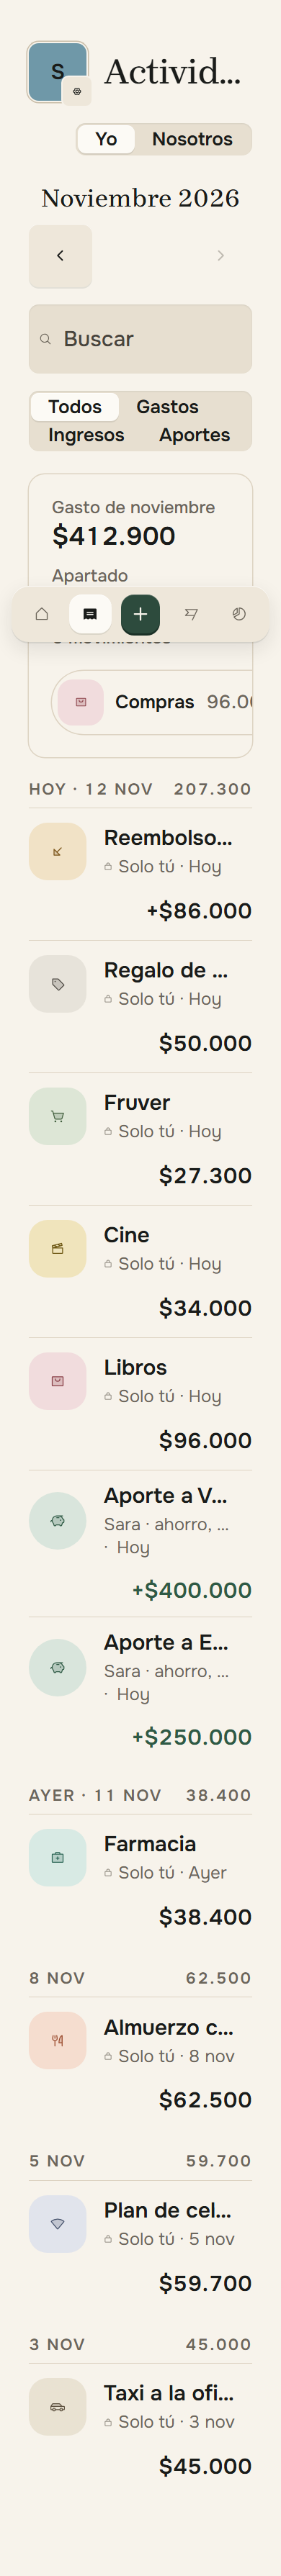 S
Activid...
Yo Nosotros
Noviembre 2026
Buscar
Todos Gastos
Ingresos Aportes
Gasto de noviembre
$412.900
Apartado
Compras 96.0
HOY · 12 NOV 207.300
Reembolso...
Solo tú · Hoy
+$86.000
Regalo de ...
Solo tú · Hoy
$50.000
Fruver
Solo tú · Hoy
$27.300
Cine
Solo tú · Hoy
$34.000
Libros
Solo tú · Hoy
$96.000
Aporte a V...
Sara · ahorro, ...
· Hoy
+$400.000
Aporte a E...
Sara · ahorro, ...
· Hoy
+$250.000
AYER · 11 NOV 38.400
Farmacia
Solo tú · Ayer
$38.400
8 NOV 62.500
Almuerzo c...
Solo tú · 8 nov
$62.500
5 NOV 59.700
Plan de cel...
Solo tú · 5 nov
$59.700
3 NOV 45.000
Taxi a la ofi...
Solo tú · 3 nov
$45.000